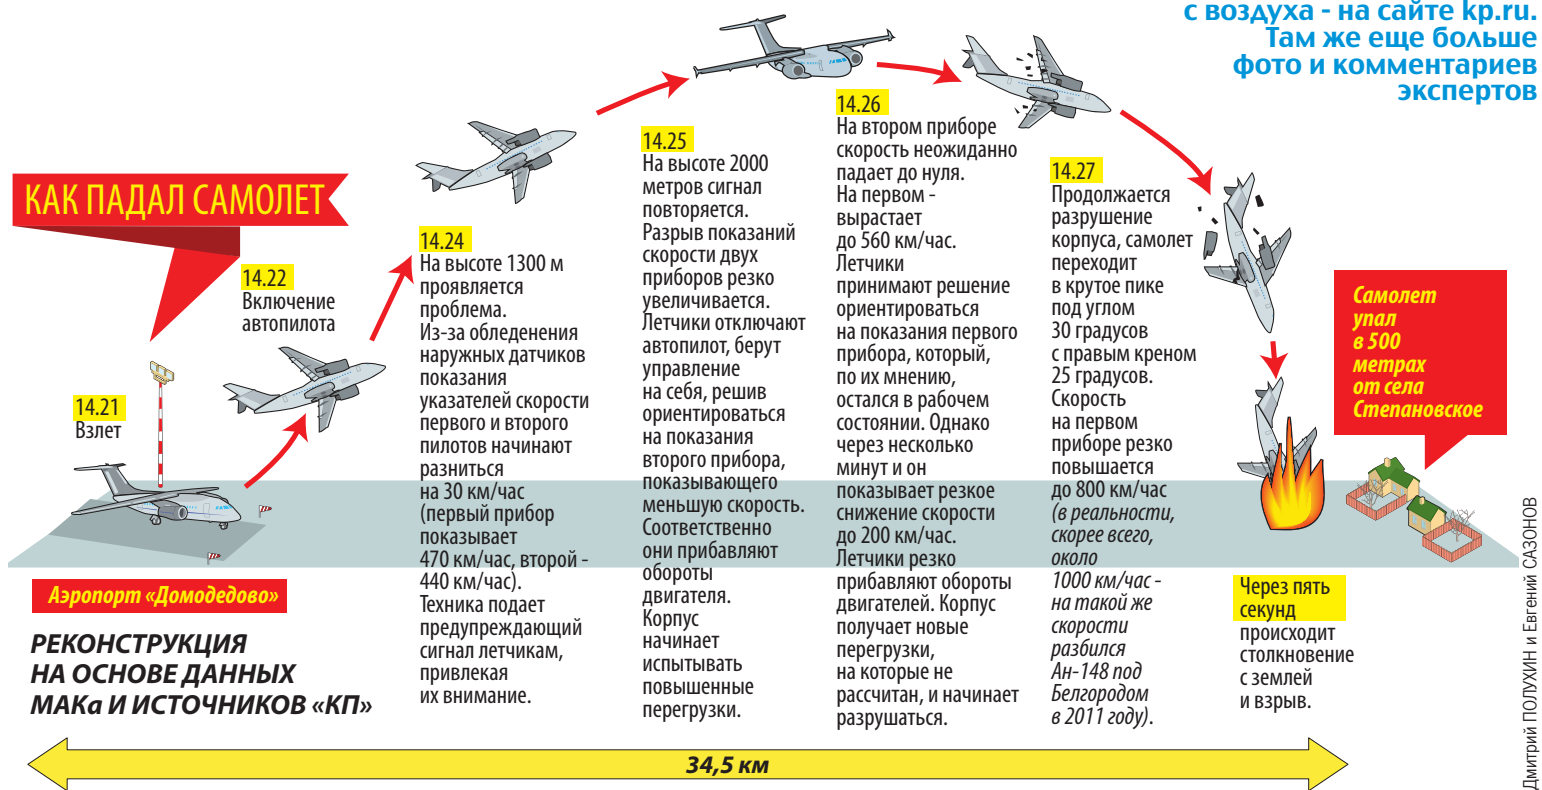 с воздуха - на сайте kp.ru.
Там же еще больше
фото и комментариев
экспертов
КАК ПАДАЛ САМОЛЕТ
14.21
Взлет
14.22
Включение
автопилота
14.24
На высоте 1300 м
проявляется
проблема.
Из-за обледенения
наружных датчиков
показания
указателей скорости
первого и второго
пилотов начинают
разниться
на 30 км/час
(первый прибор
показывает
470 км/час, второй -
440 км/час).
Техника подает
предупреждающий
сигнал летчикам,
привлекая
их внимание.
14.25
На высоте 2000
метров сигнал
повторяется.
Разрыв показаний
скорости двух
приборов резко
увеличивается.
Летчики отключают
автопилот, берут
управление
на себя, решив
ориентироваться
на показания
второго прибора,
показывающего
меньшую скорость.
Соответственно
они прибавляют
обороты
двигателя.
Корпус
начинает
испытывать
повышенные
перегрузки.
14.26
На втором приборе
скорость неожиданно
падает до нуля.
На первом -
вырастает
до 560 км/час.
Летчики
принимают решение
ориентироваться
на показания первого
прибора, который,
по их мнению,
остался в рабочем
состоянии. Однако
через несколько
минут и он
показывает резкое
снижение скорости
до 200 км/час.
Летчики резко
прибавляют обороты
двигателей. Корпус
получает новые
перегрузки,
на которые не
рассчитан, и начинает
разрушаться.
14.27
Продолжается
разрушение
корпуса, самолет
переходит
в крутое пике
под углом
30 градусов
с правым креном
25 градусов.
Скорость
на первом
приборе резко
повышается
до 800 км/час
(в реальности,
скорее всего,
около
1000 км/час -
на такой же
скорости
разбился
Ан-148 под
Белгородом
в 2011 году).
Через пять
секунд
происходит
столкновение
с землей
и взрыв.
Самолет
упал
в 500
метрах
от села
Степановское
Аэропорт «Домодедово»
РЕКОНСТРУКЦИЯ
НА ОСНОВЕ ДАННЫХ
МАКа И ИСТОЧНИКОВ «КП»
34,5 км
Дмитрий ПОЛУХИН и Евгений САЗОНОВ